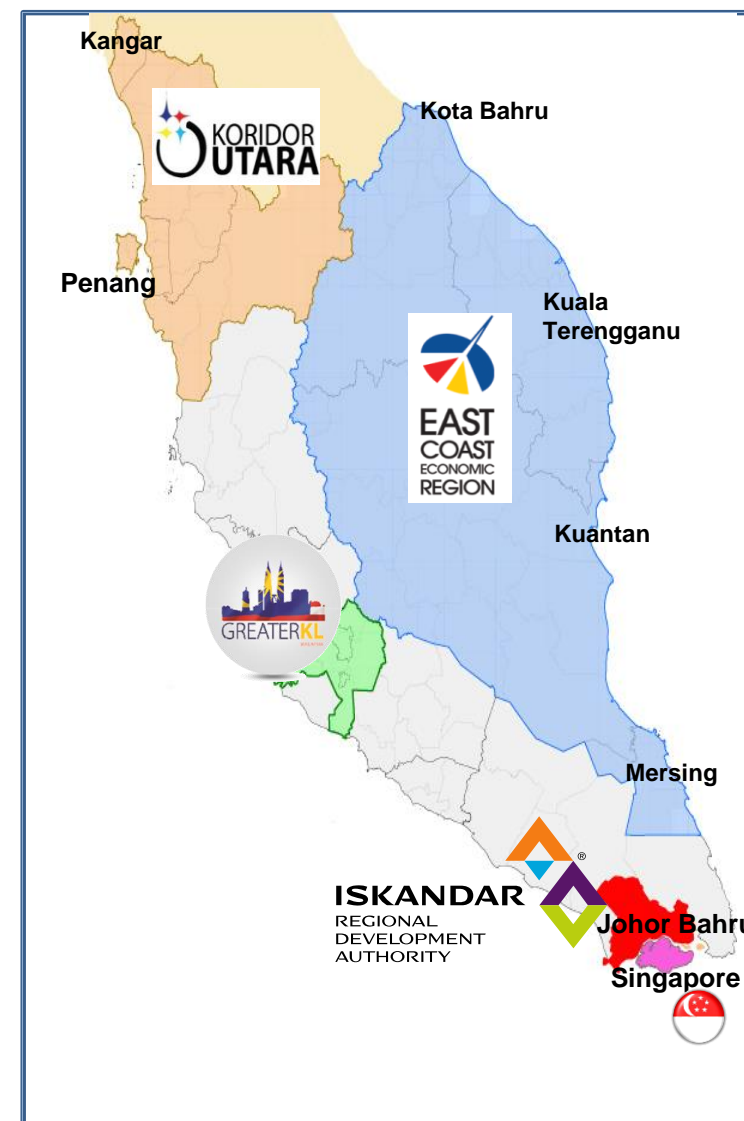 Kangar
KORIDOR
UTARA
Kota Bahru
Penang
Kuala
Terengganu
EAST
COAST
ECONOMIC
REGION
Kuantan
GREATERKL
Mersing
®
ISKANDAR
REGIONAL
DEVELOPMENT
AUTHORITY
Johor Bahru
Singapore